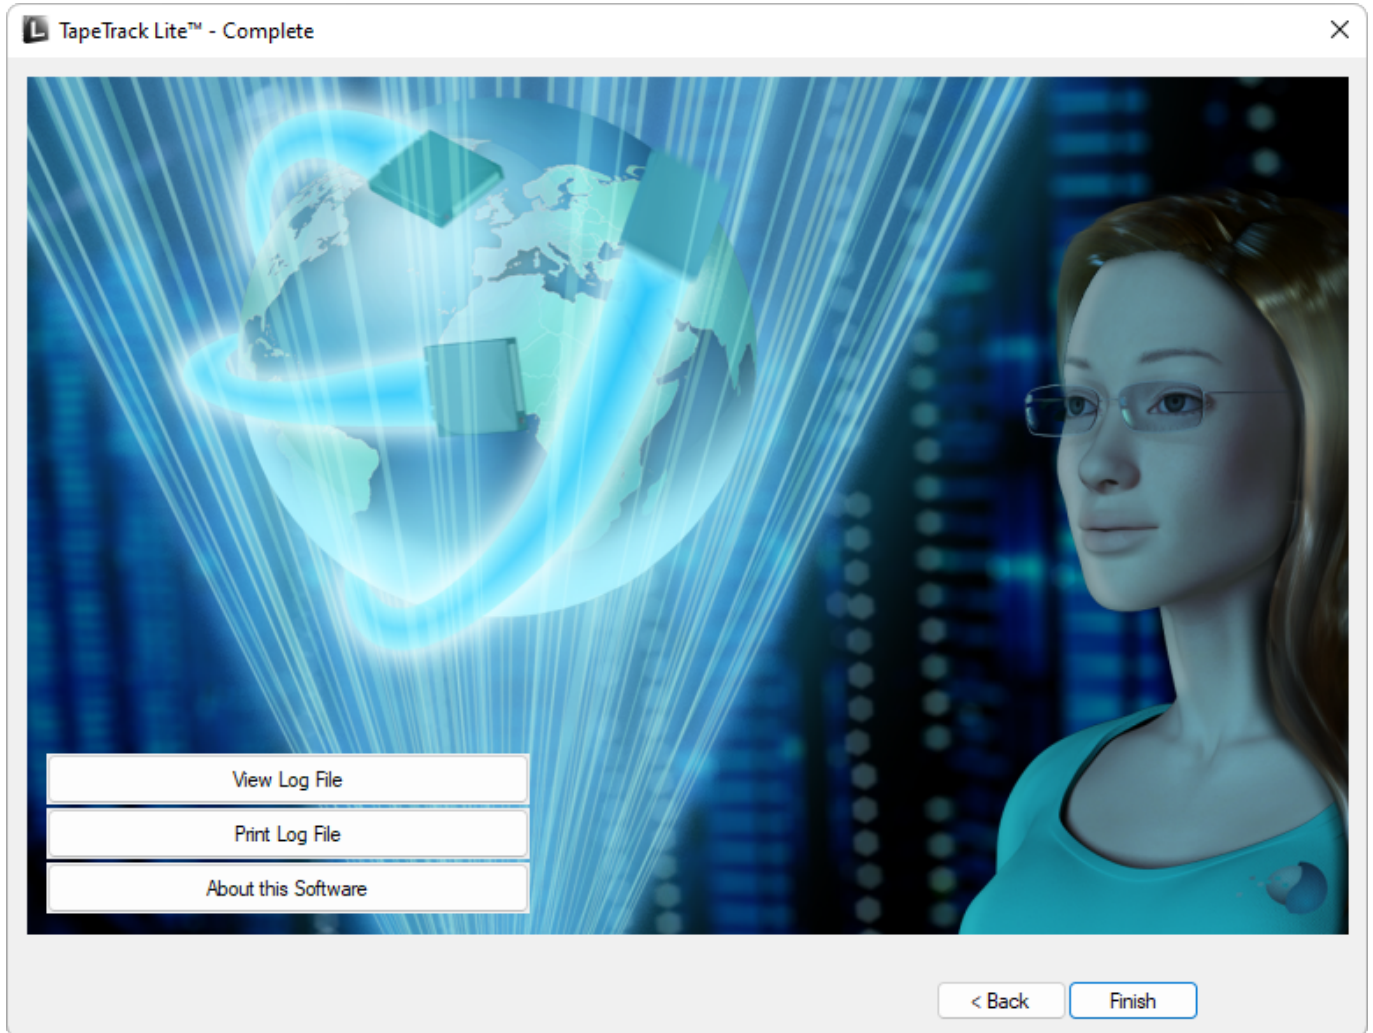 TapeTrack Lite™ - Complete
View Log File
Print Log File
About this Software
< Back
Finish